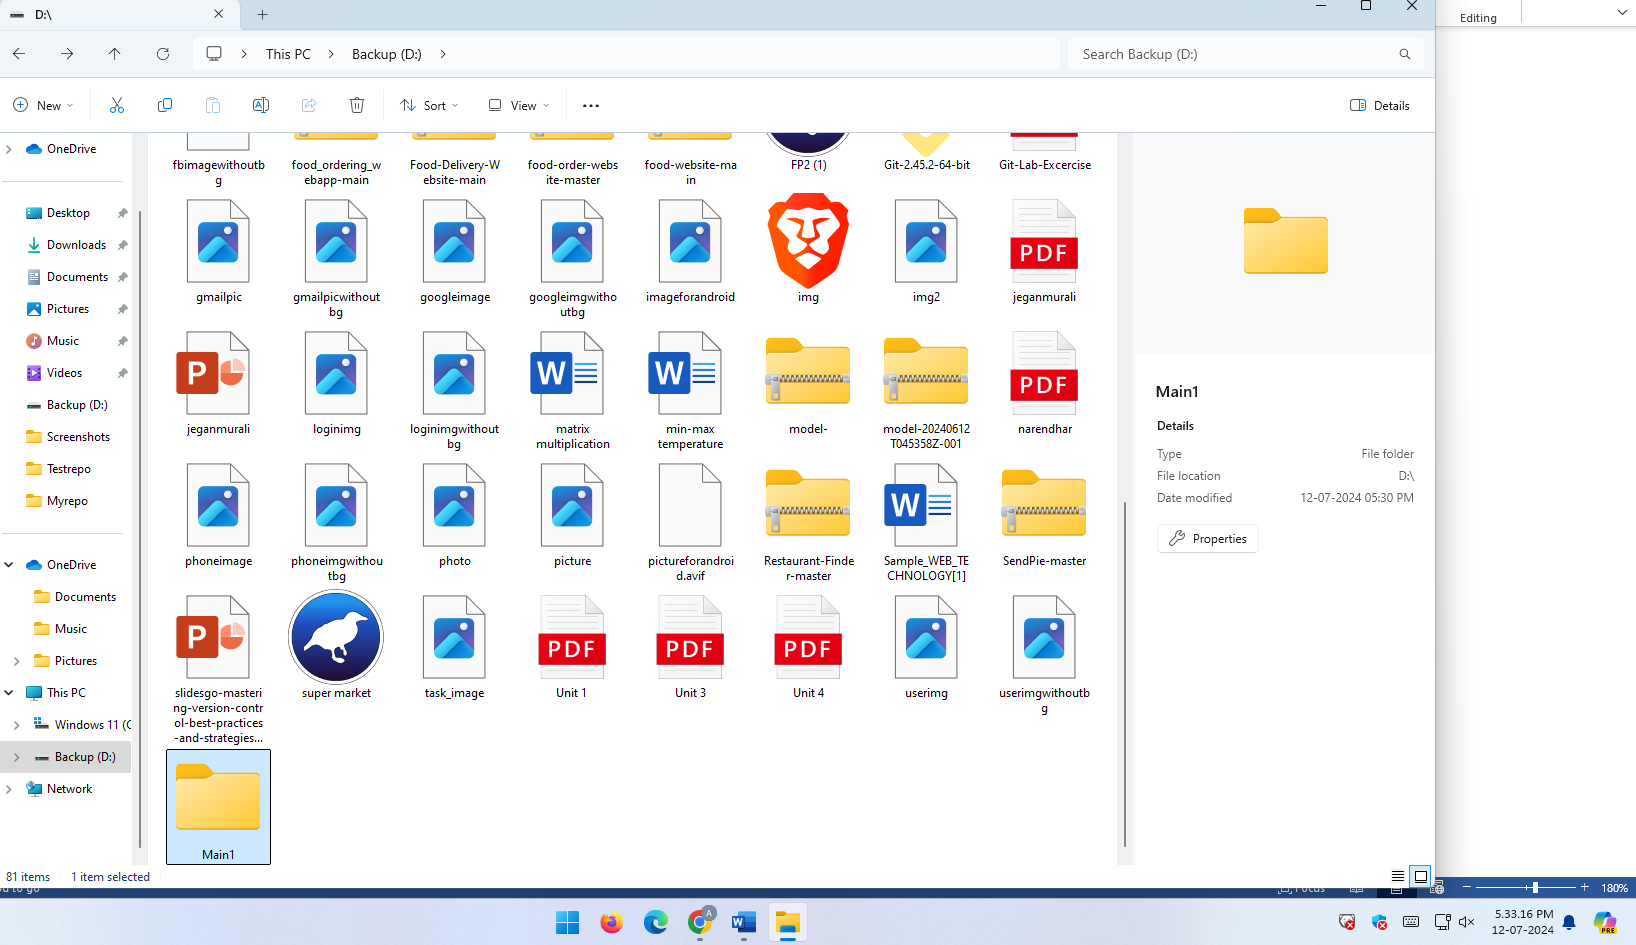 D:\
Editing
This PC
Backup (D:)
Search Backup (D:)
New
Sort
View
Details
OneDrive
Desktop
Downloads
Documents
Pictures
Music
Videos
Backup (D:)
Screenshots
Testrepo
Myrepo
OneDrive
Documents
Music
Pictures
This PC
Windows 11 (C
Backup (D:)
Network
fbimagewithoutb
g
food_ordering_w
ebapp-main
Food-Delivery-W
ebsite-main
food-order-webs
ite-master
food-website-ma
in
FP2 (1)
Git-2.45.2-64-bit
Git-Lab-Excercise
gmailpic
gmailpicwithout
bg
googleimage
googleimgwitho
utbg
imageforandroid
img
img2
PDF
jeganmurali
P
jeganmurali
loginimg
loginimgwithout
bg
W
matrix
multiplication
W
min-max
temperature
model-
model-20240612
T045358Z-001
PDF
narendhar
phoneimage
phoneimgwithou
tbg
photo
picture
pictureforandroi
d.avif
Restaurant-Finde
r-master
W
Sample_WEB_TE
CHNOLOGY[1]
SendPie-master
P
slidesgo-masteri
ng-version-contr
ol-best-practices
-and-strategies...
super market
task_image
PDF
Unit 1
PDF
Unit 3
PDF
Unit 4
userimg
userimgwithoutb
g
Main1
Main1
Details
Type File folder
File location D:\
Date modified 12-07-2024 05:30 PM
Properties
81 items 1 item selected
Focus
180%
A
W
5.33.16 PM
12-07-2024
PRE